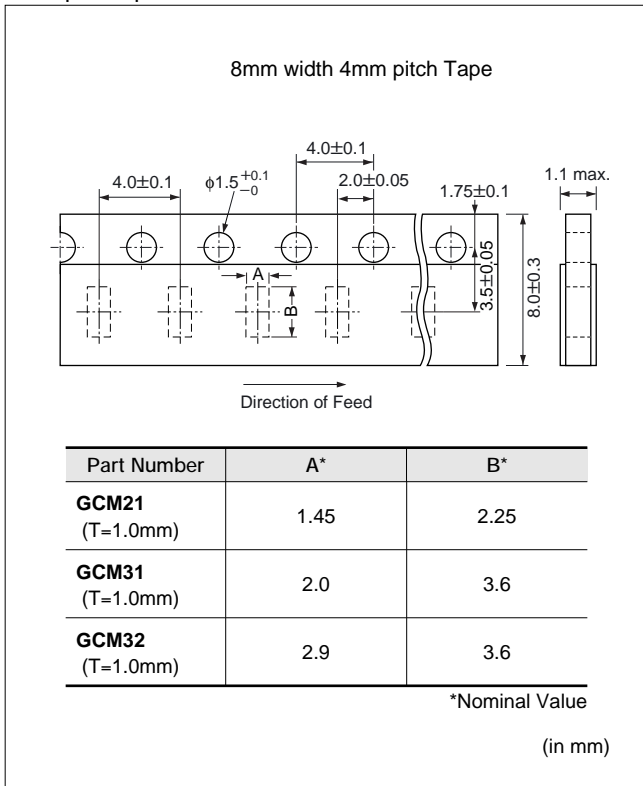 8mm width 4mm pitch Tape
4.0±0.1
4.0±0.1
φ1.5 +0.1 −0
2.0±0.05
1.75±0.1
1.1 max.
A
B
3.5±0.05
8.0±0.3
Direction of Feed
Part Number A* B*
GCM21 (T=1.0mm) 1.45 2.25
GCM31 (T=1.0mm) 2.0 3.6
GCM32 (T=1.0mm) 2.9 3.6
*Nominal Value
(in mm)